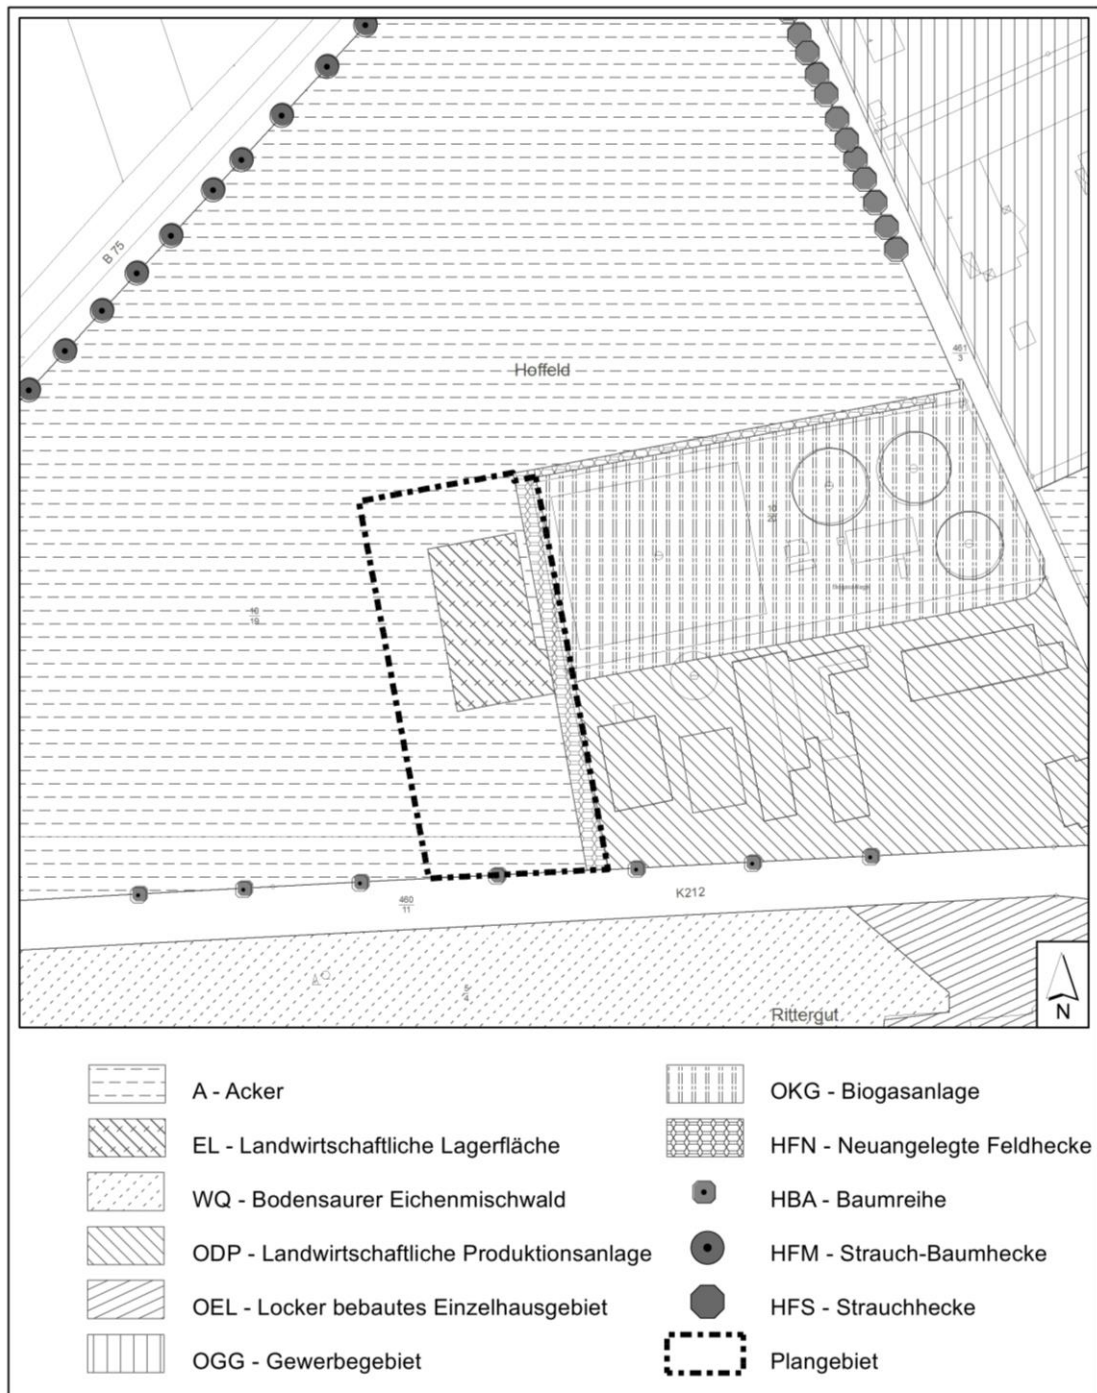 B 75
Hoffeld
461
3
10
20
10
19
460
11
K212
Rittergut
N
A - Acker
EL - Landwirtschaftliche Lagerfläche
WQ - Bodensaurer Eichenmischwald
ODP - Landwirtschaftliche Produktionsanlage
OEL - Locker bebautes Einzelhausgebiet
OGG - Gewerbegebiet
OKG - Biogasanlage
HFN - Neuangelegte Feldhecke
HBA - Baumreihe
HFM - Strauch-Baumhecke
HFS - Strauchhecke
Plangebiet